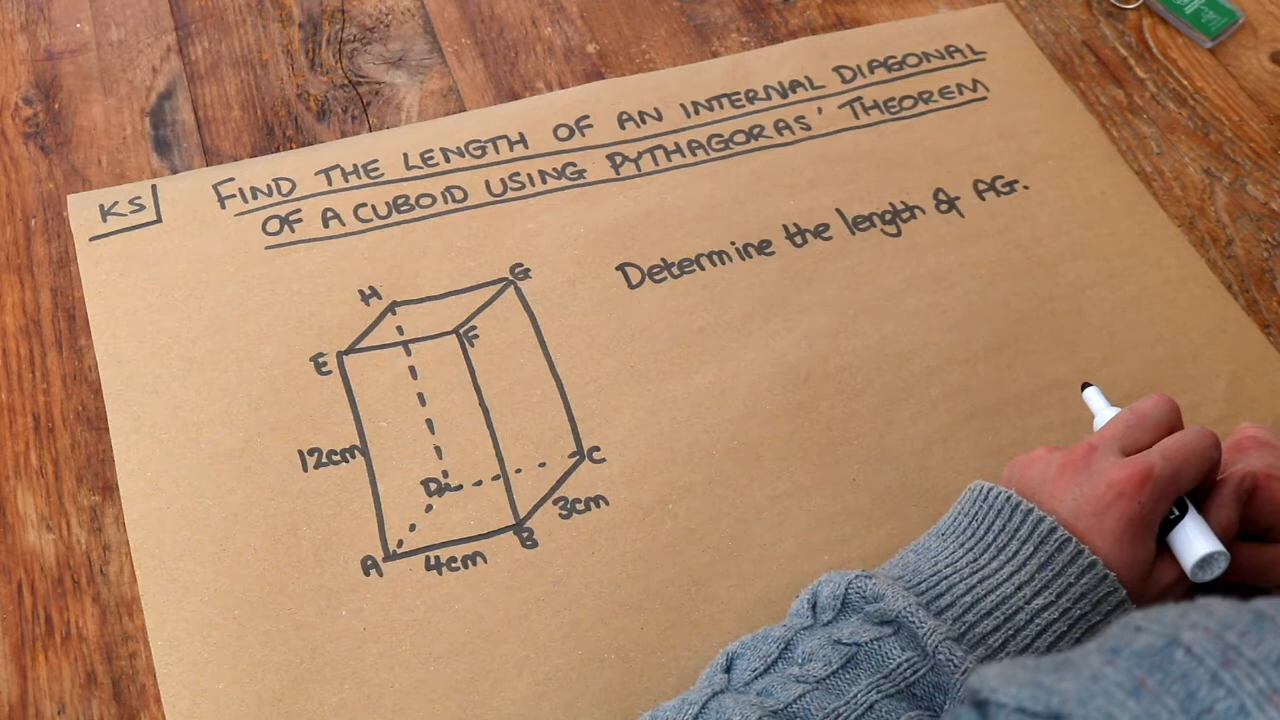 KS
FIND THE LENGTH OF AN INTERNAL DIAGONAL
OF A CUBOID USING PYTHAGORAS' THEOREM
Determine the length of AG.
H
G
E
F
12cm
D
C
3cm
A
4cm
B